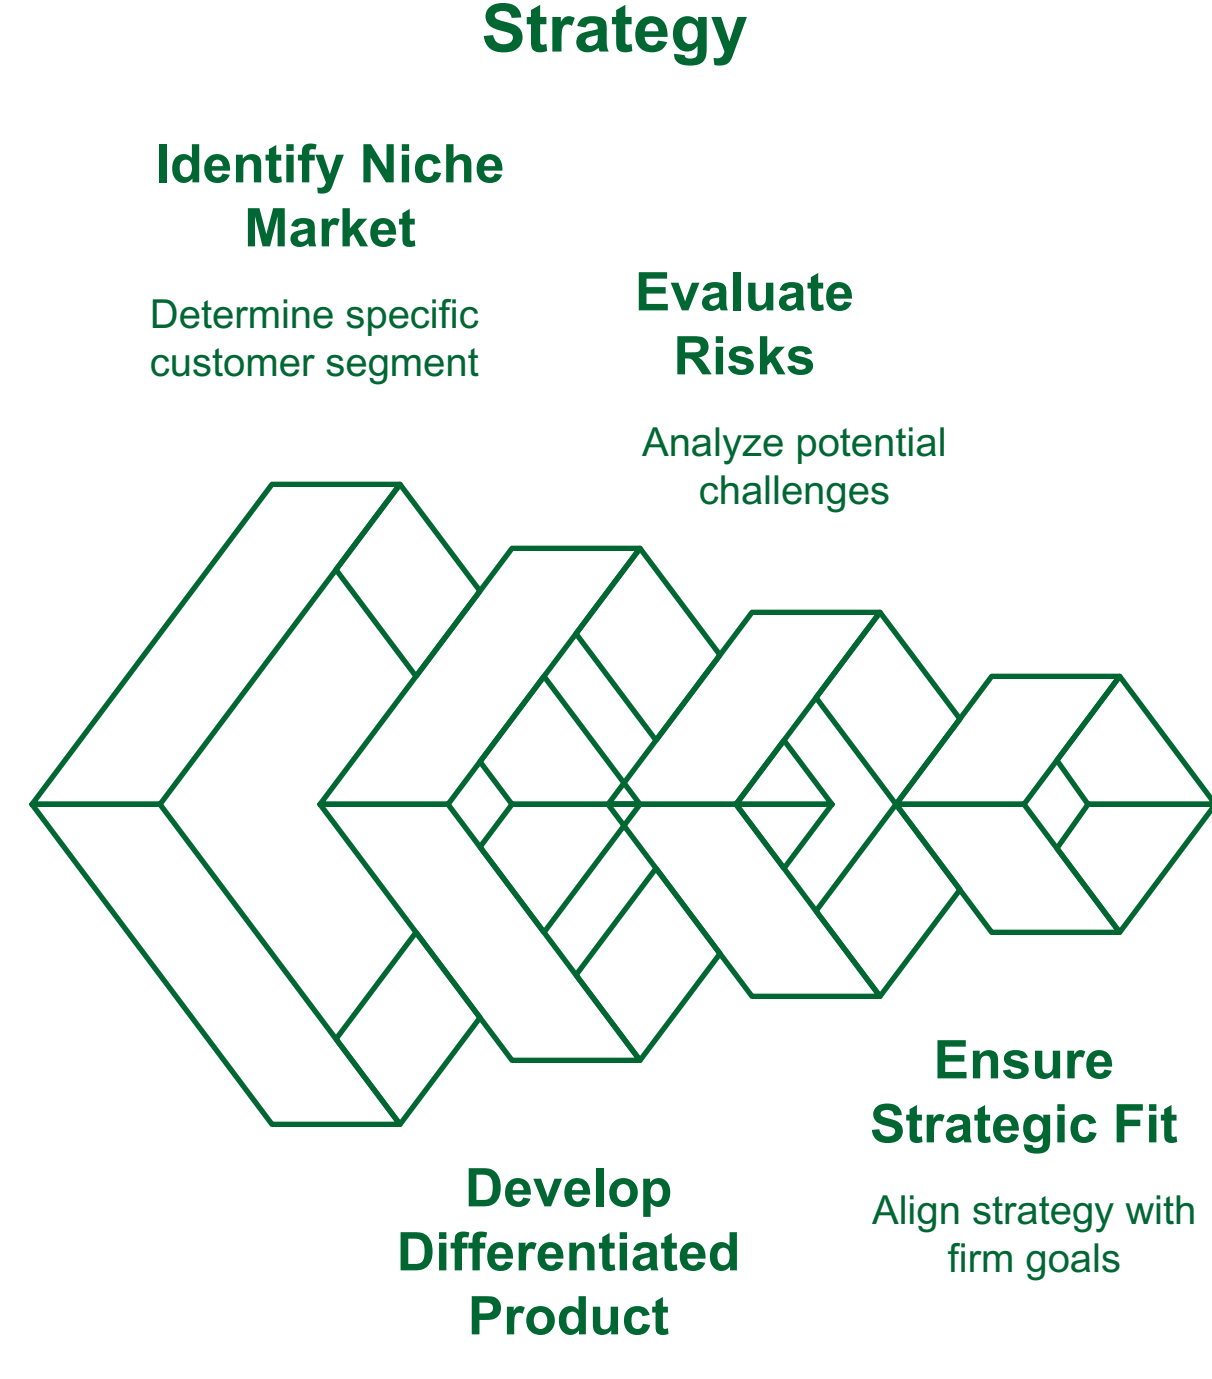 Strategy
Identify Niche
Market
Determine specific
customer segment
Evaluate
Risks
Analyze potential
challenges
Develop
Differentiated
Product
Ensure
Strategic Fit
Align strategy with
firm goals